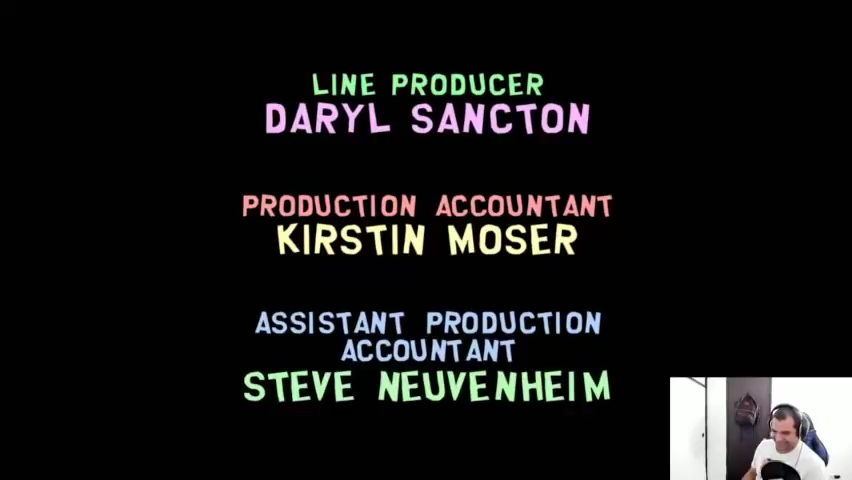 LINE PRODUCER
DARYL SANCTON
PRODUCTION ACCOUNTANT
KIRSTIN MOSER
ASSISTANT PRODUCTION
ACCOUNTANT
STEVE NEUVENHEIM